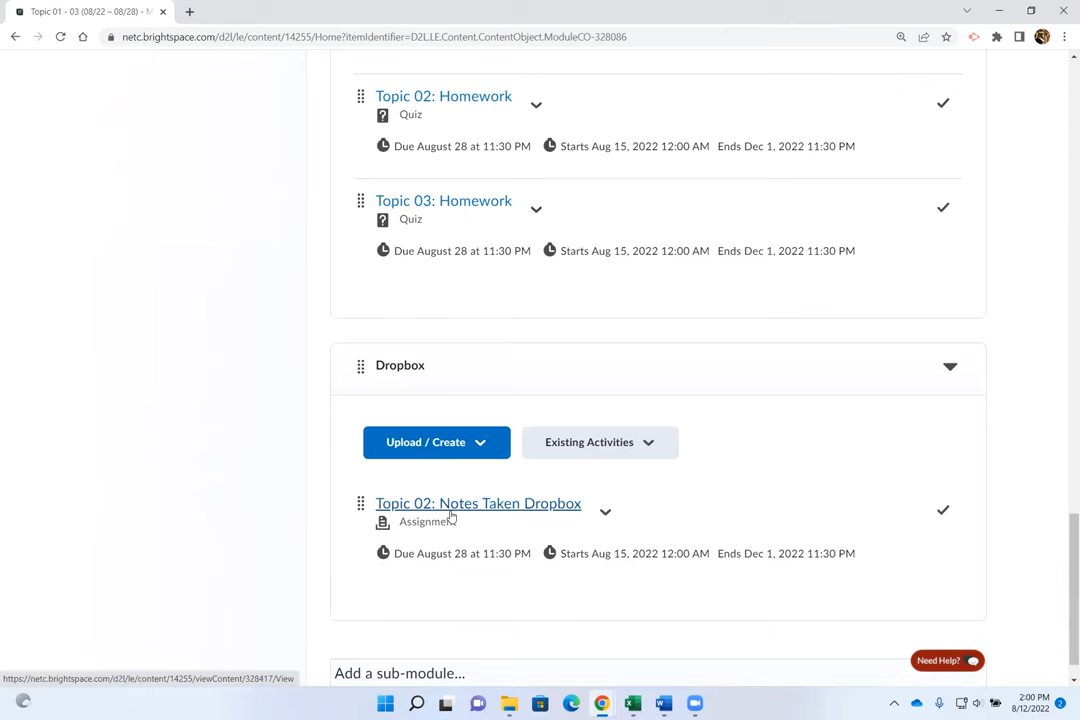 Topic 01 - 03 (08/22 – 08/28) - M
netc.brightspace.com/d2l/le/content/14255/Home?itemIdentifier=D2L.LE.Content.ContentObject.ModuleCO-328086
Topic 02: Homework
Quiz
Due August 28 at 11:30 PM Starts Aug 15, 2022 12:00 AM Ends Dec 1, 2022 11:30 PM
Topic 03: Homework
Quiz
Due August 28 at 11:30 PM Starts Aug 15, 2022 12:00 AM Ends Dec 1, 2022 11:30 PM
Dropbox
Upload / Create Existing Activities
Topic 02: Notes Taken Dropbox
Assignment
Due August 28 at 11:30 PM Starts Aug 15, 2022 12:00 AM Ends Dec 1, 2022 11:30 PM
Need Help?
Add a sub-module...
https://netc.brightspace.com/d2l/le/content/14255/viewContent/328417/View
2:00 PM
8/12/2022
2